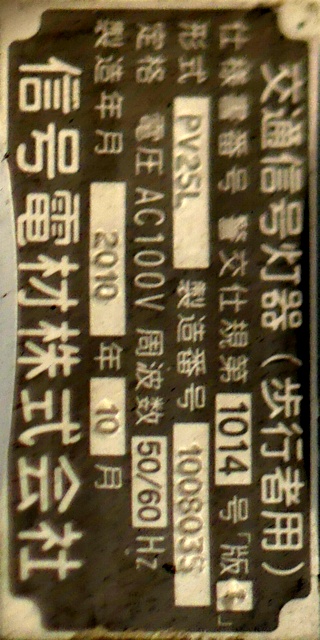 交通信号灯器(歩行者用)
仕様書番号 警交仕規第 1014 号「版 」
形式 PV25L 製造番号 1008035
定格 電圧 AC100V 周波数 50/60 Hz
製造年月 2010 年 10 月
信号電材株式会社